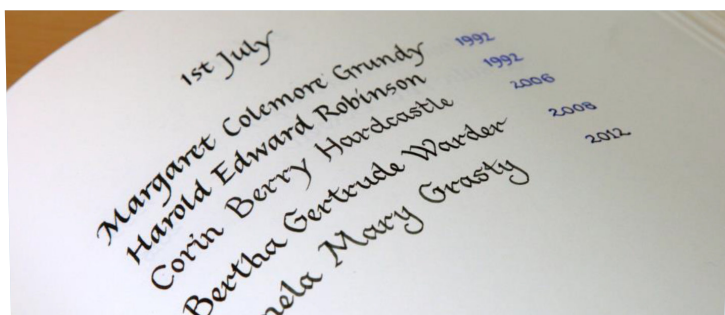 1st July
Margaret Colemore Grundy 1992
Harold Edward Robinson 1992
Corin Berry Hardcastle 2006
Bertha Gertrude Warder 2008
Mary Grasty 2012